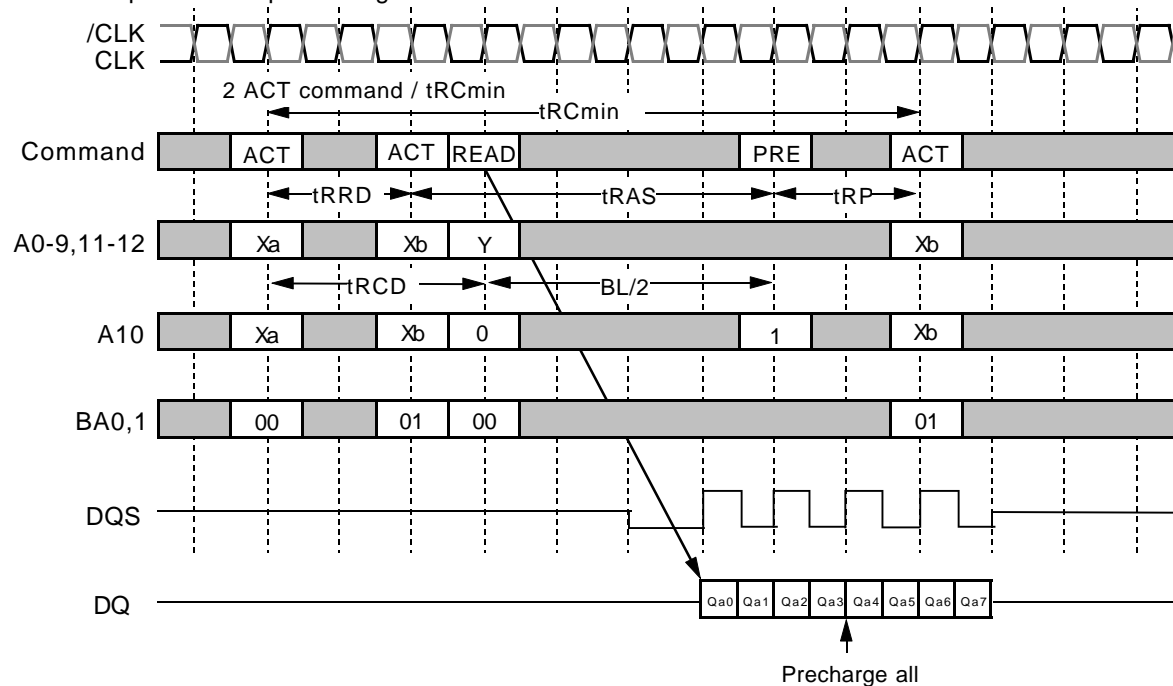 /CLK
CLK
2 ACT command / tRCmin
tRCmin
Command
ACT
ACT
READ
PRE
ACT
tRRD
tRAS
tRP
A0-9,11-12
Xa
Xb
Y
Xb
tRCD
BL/2
A10
Xa
Xb
0
1
Xb
BA0,1
00
01
00
01
DQS
DQ
Qa0
Qa1
Qa2
Qa3
Qa4
Qa5
Qa6
Qa7
Precharge all